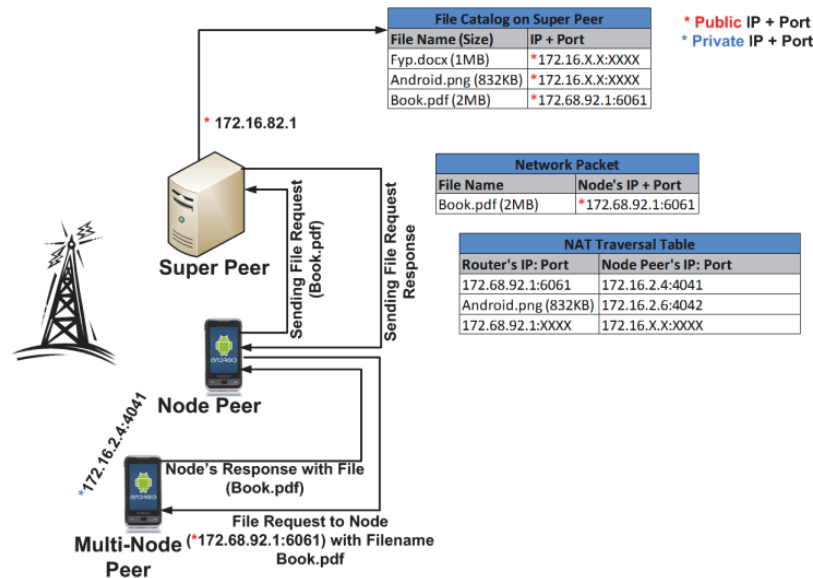 File Catalog on Super Peer
File Name (Size) IP + Port
Fyp.docx (1MB) *172.16.X.X:XXXX
Android.png (832KB) *172.16.X.X:XXXX
Book.pdf (2MB) *172.68.92.1:6061
* Public IP + Port
* Private IP + Port
* 172.16.82.1
Network Packet
File Name Node's IP + Port
Book.pdf (2MB) *172.68.92.1:6061
NAT Traversal Table
Router's IP: Port Node Peer's IP: Port
172.68.92.1:6061 172.16.2.4:4041
Android.png (832KB) 172.16.2.6:4042
172.68.92.1:XXXX 172.16.X.X:XXXX
Super Peer
Sending File Request
(Book.pdf)
Sending File Request
Response
ANDROID
Node Peer
*172.16.2.4:4041
ANDROID
Node's Response with File
(Book.pdf)
Multi-Node
Peer
File Request to Node
(*172.68.92.1:6061) with Filename
Book.pdf